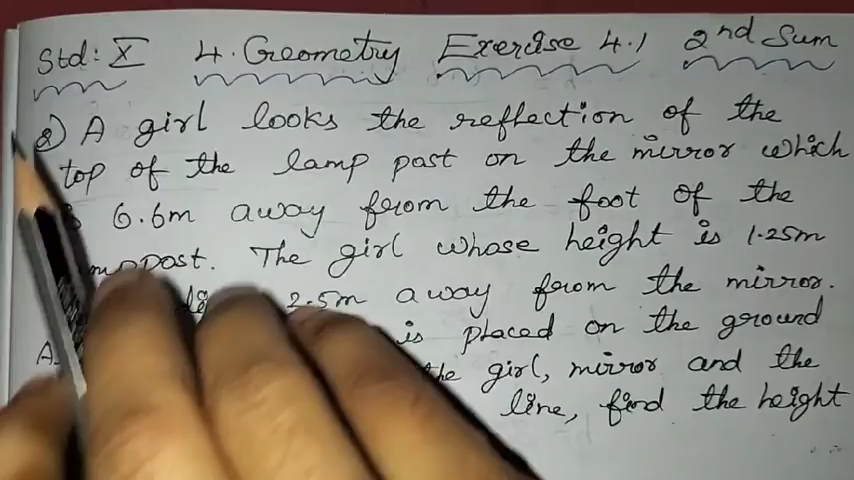 Std: X 4. Geometry Exercise 4.1 2nd Sum
2) A girl looks the reflection of the
top of the lamp post on the mirror which
6.6m away from the foot of the
post. The girl whose height is 1.25m
2.5m away from the mirror.
is placed on the ground
the girl, mirror and the
line, find the height